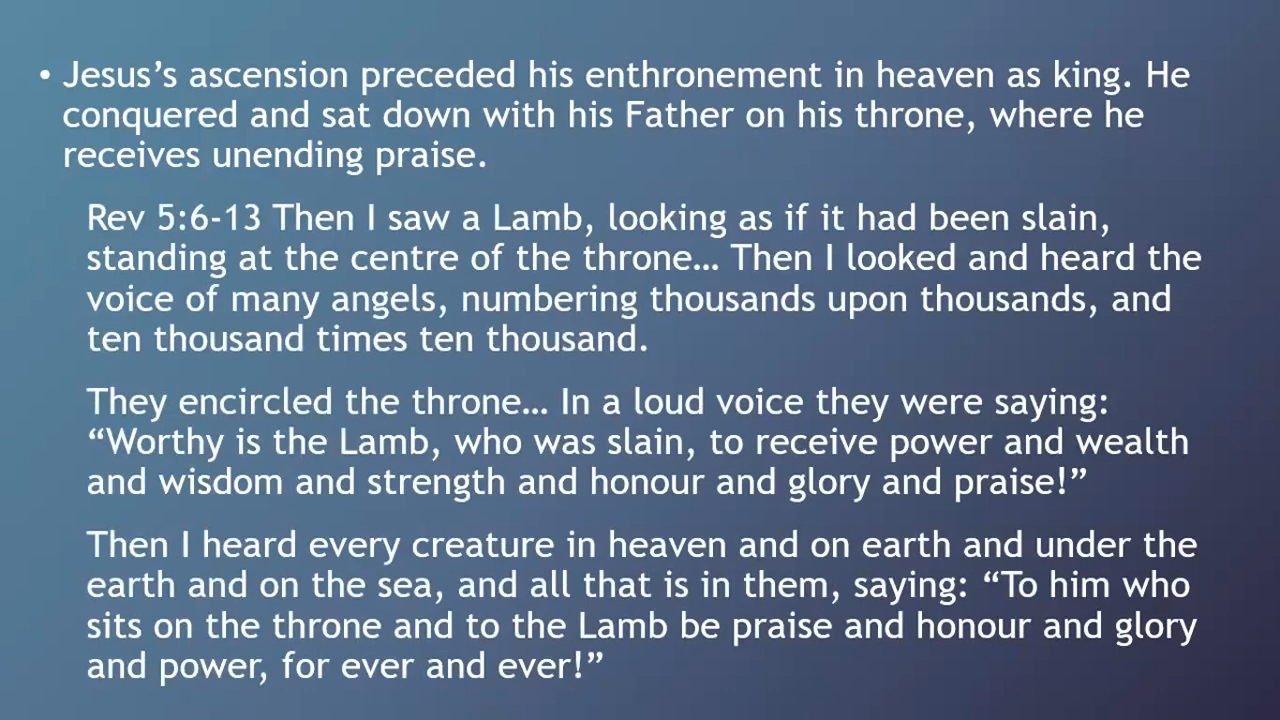 • Jesus’s ascension preceded his enthronement in heaven as king. He
conquered and sat down with his Father on his throne, where he
receives unending praise.
Rev 5:6-13 Then I saw a Lamb, looking as if it had been slain,
standing at the centre of the throne… Then I looked and heard the
voice of many angels, numbering thousands upon thousands, and
ten thousand times ten thousand.
They encircled the throne… In a loud voice they were saying:
“Worthy is the Lamb, who was slain, to receive power and wealth
and wisdom and strength and honour and glory and praise!”
Then I heard every creature in heaven and on earth and under the
earth and on the sea, and all that is in them, saying: “To him who
sits on the throne and to the Lamb be praise and honour and glory
and power, for ever and ever!”